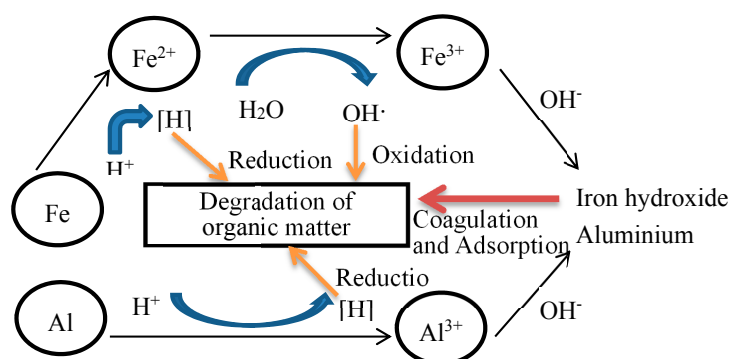 Fe2+
Fe3+
H2O
OH·
OH-
[H]
H+
Reduction
Oxidation
Fe
Degradation of
organic matter
Iron hydroxide
Coagulation
and Adsorption
Aluminium
Reductio
H+
[H]
OH-
Al
Al3+